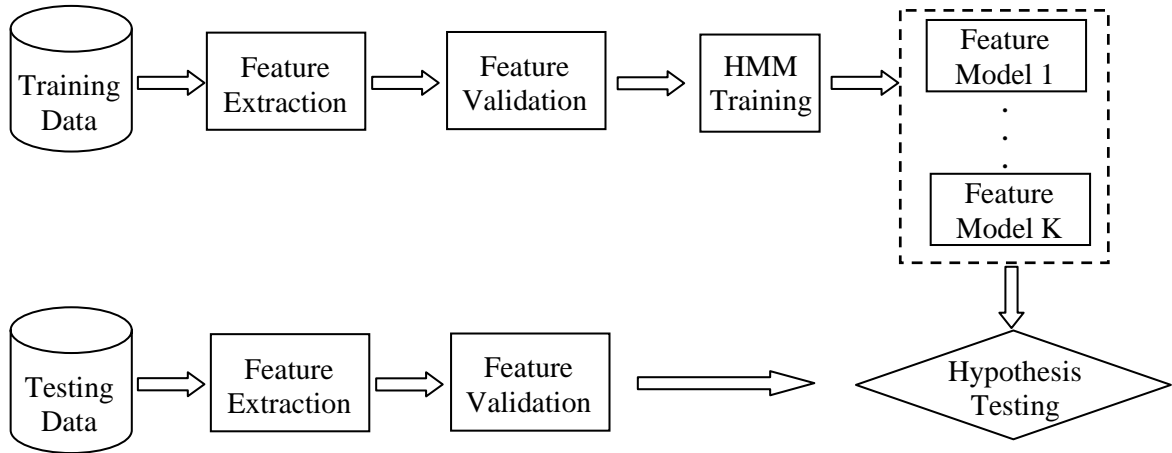 Training
Data
Feature
Extraction
Feature
Validation
HMM
Training
Feature
Model 1
.
.
.
Feature
Model K
Testing
Data
Feature
Extraction
Feature
Validation
Hypothesis
Testing